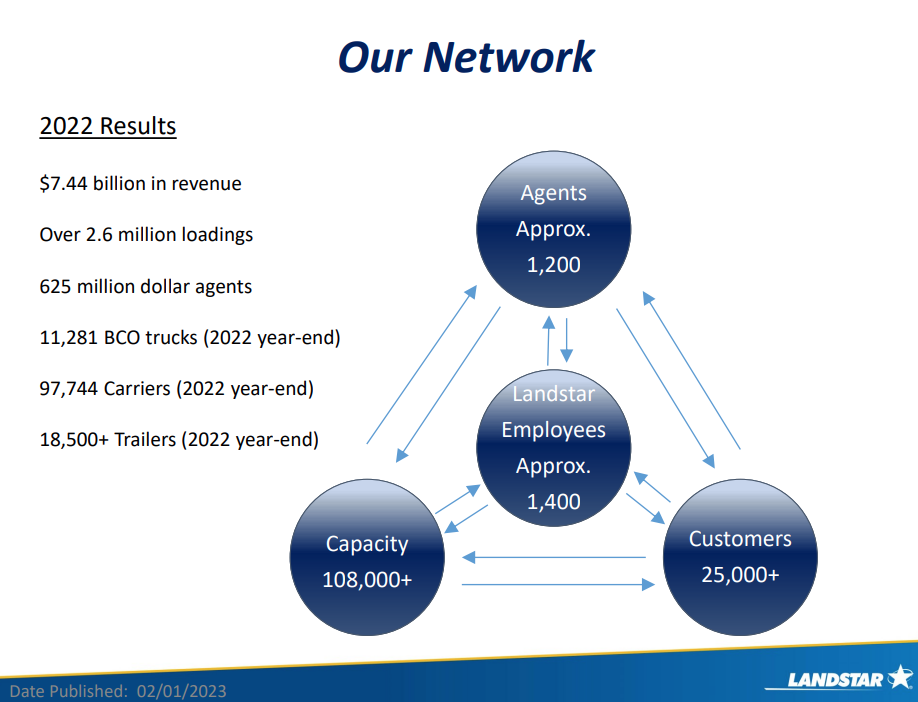 Our Network
2022 Results
$7.44 billion in revenue
Over 2.6 million loadings
625 million dollar agents
11,281 BCO trucks (2022 year-end)
97,744 Carriers (2022 year-end)
18,500+ Trailers (2022 year-end)
Agents
Approx.
1,200
Landstar
Employees
Approx.
1,400
Capacity
108,000+
Customers
25,000+
Date Published:  02/01/2023
LANDSTAR